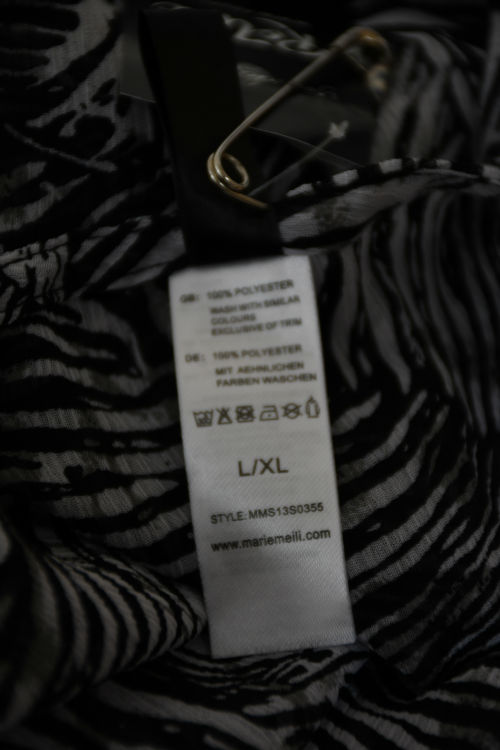 GB: 100% POLYESTER
WASH WITH SIMILAR
COLOURS
EXCLUSIVE OF TRIM
DE: 100% POLYESTER
MIT AEHNLICHEN
FARBEN WASCHEN
L/XL
STYLE: MMS13S0355
www.mariemeili.com